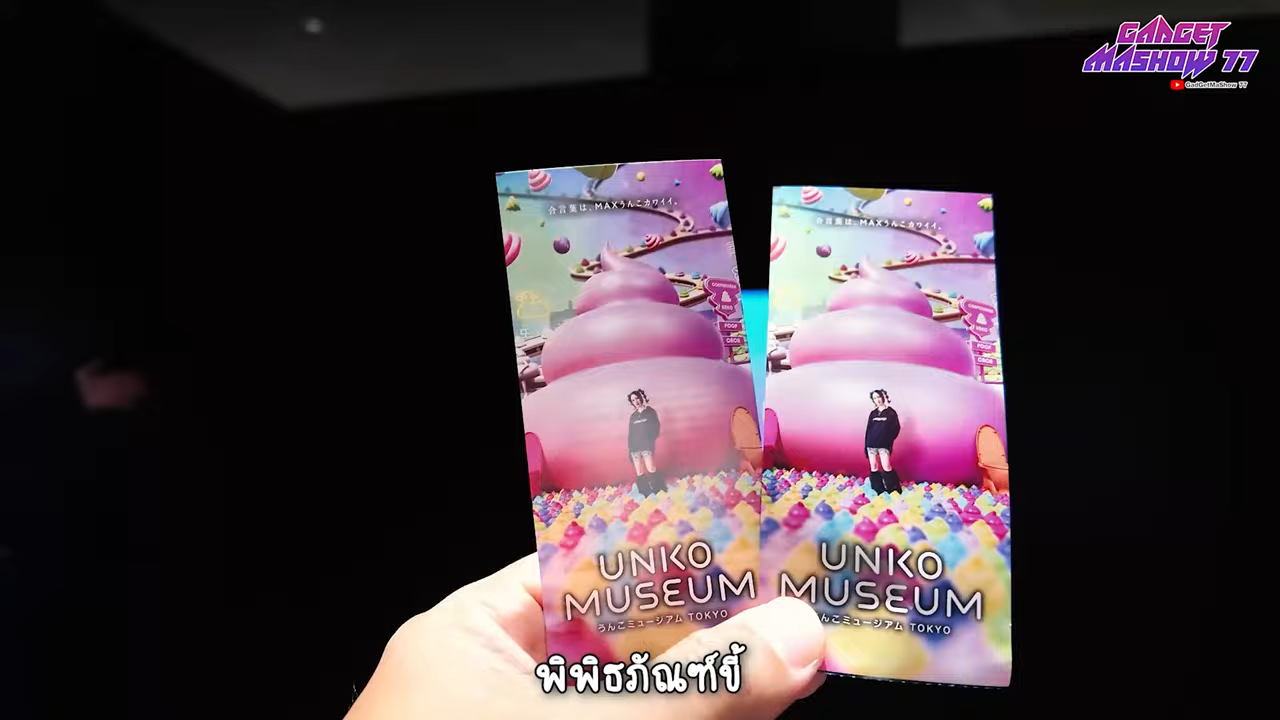 GADGET
MASHOW 77
GadGetMaShow 77
合言葉は、MAXうんこカワイイ。
UNKO
MUSEUM
うんこミュージアム TOKYO
合言葉は、MAXうんこカワイイ。
POOP
UNKO
MUSEUM
うんこミュージアム TOKYO
พิพิธภัณฑ์ขี้